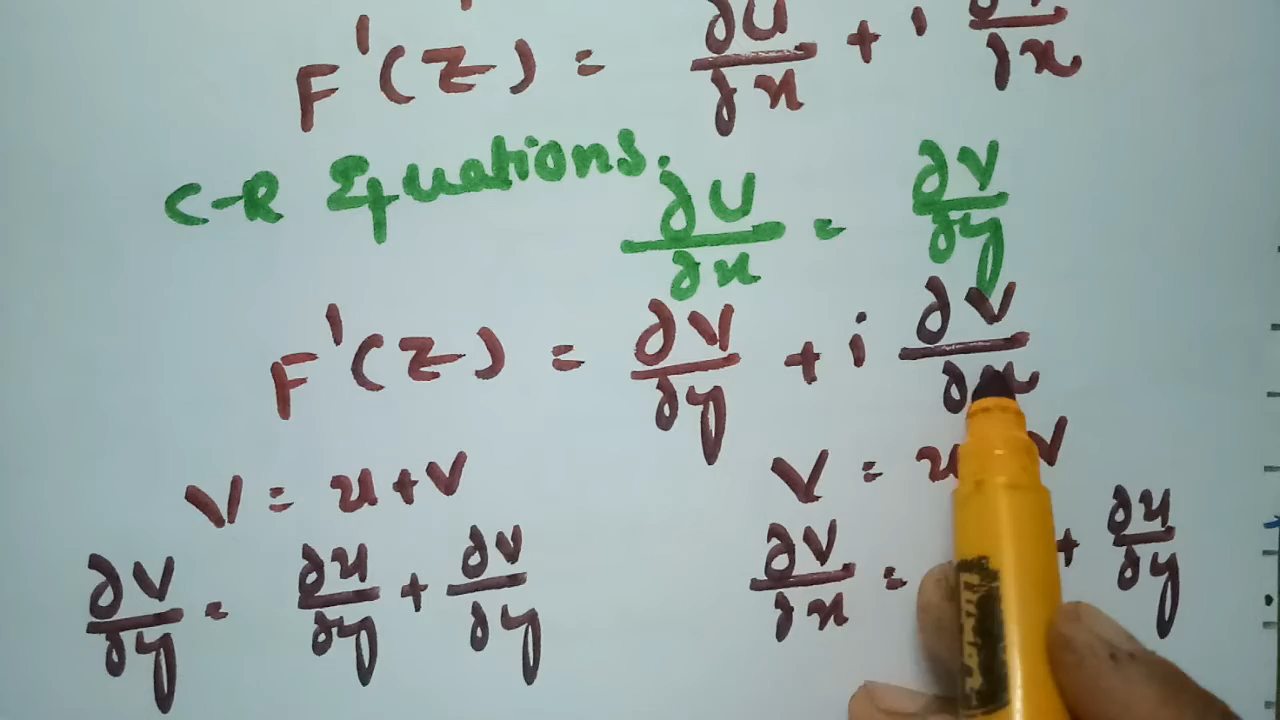 F'(z) = ∂U/∂x + i
C-R Equations.
∂U/∂x = ∂V/∂y
F'(z) = ∂V/∂y + i ∂V/∂x
V = u+v
V = u V
∂V/∂y = ∂u/∂y + ∂v/∂y
∂V/∂x = + ∂u/∂y